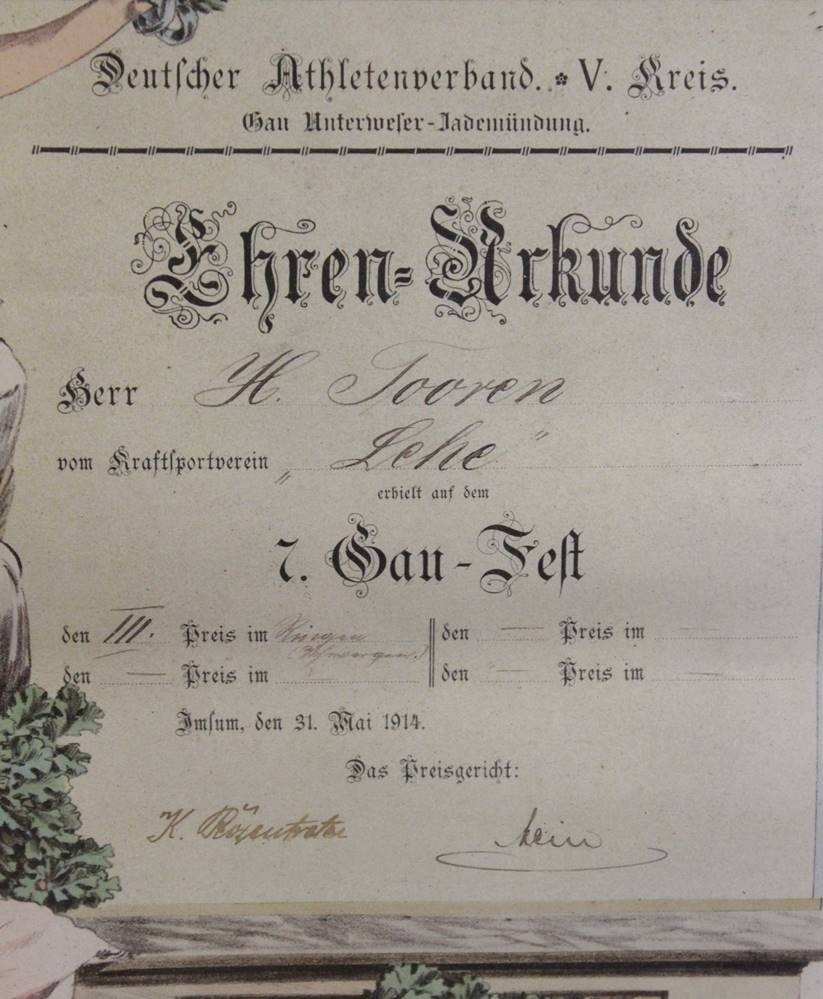 Deutscher Athletenverband. * V. Kreis.
Gau Unterweser-Jademündung.
Ehren-Urkunde
Herr H. Tooren
vom Kraftsportverein „Lehe“
erhielt auf dem
7. Gau-Fest
den III. Preis im Ringen den — Preis im —
den — Preis im den — Preis im —
Imsum, den 31. Mai 1914.
Das Preisgericht:
K.